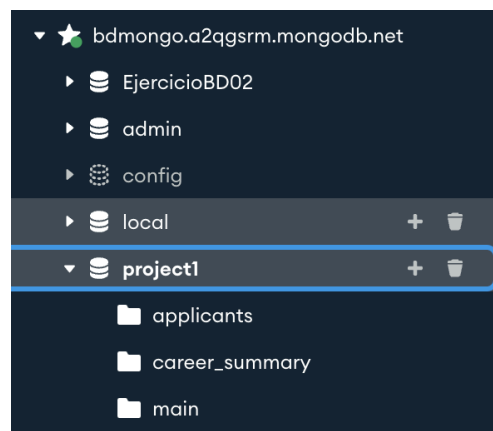 bdmongo.a2qgsrm.mongodb.net
EjercicioBD02
admin
config
local
project1
applicants
career_summary
main